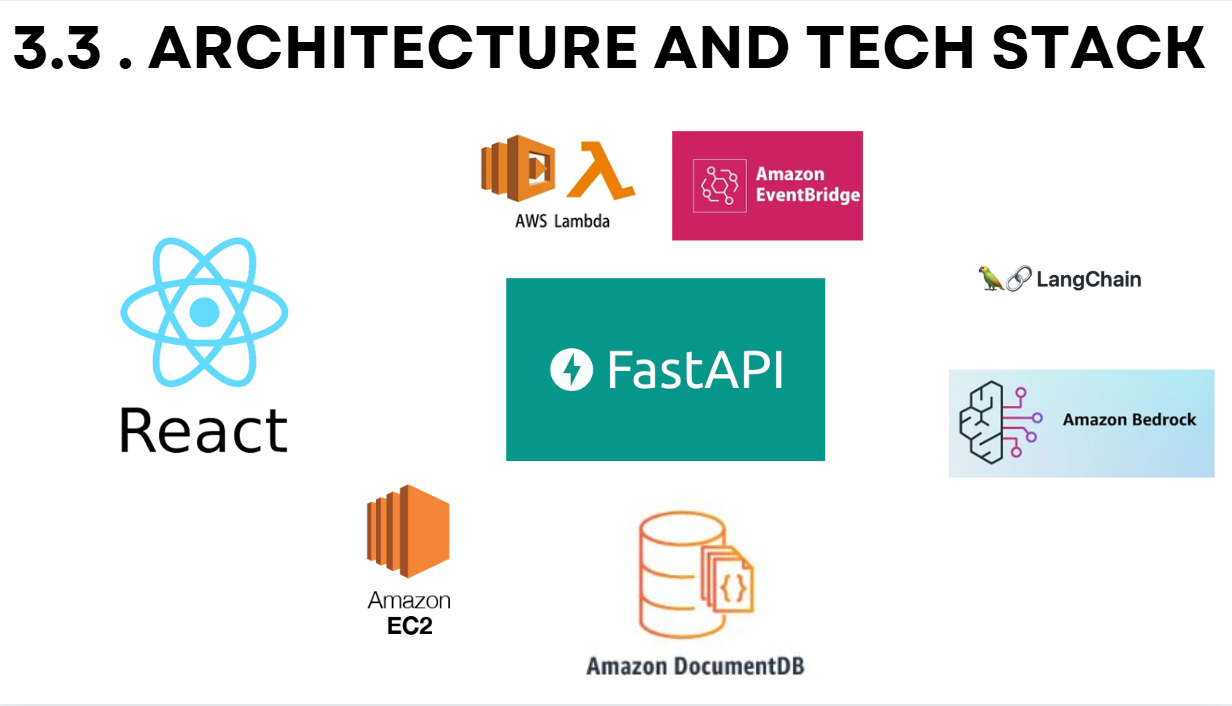 3.3 . ARCHITECTURE AND TECH STACK
AWS Lambda
Amazon
EventBridge
LangChain
React
FastAPI
Amazon Bedrock
Amazon
EC2
{}
Amazon DocumentDB